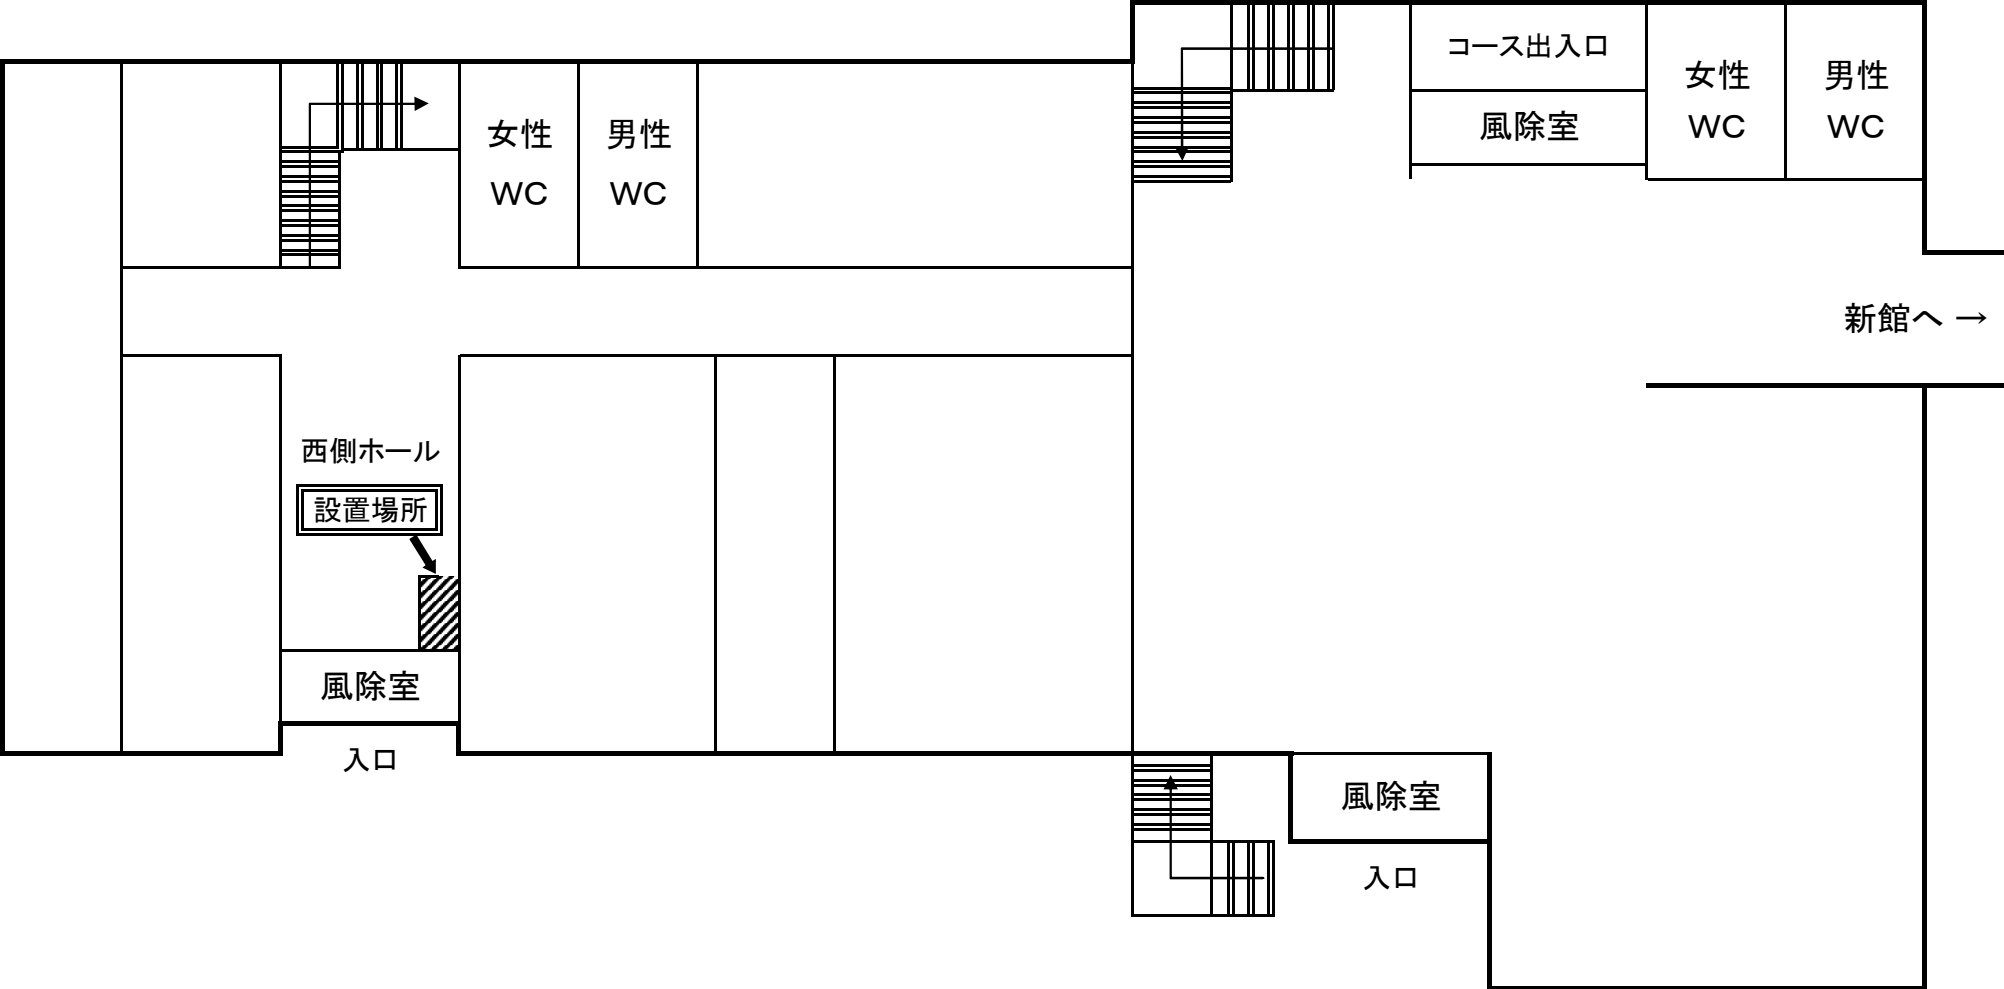 コース出入口
女性
WC
男性
WC
風除室
女性
WC
男性
WC
新館へ →
西側ホール
設置場所
風除室
入口
風除室
入口